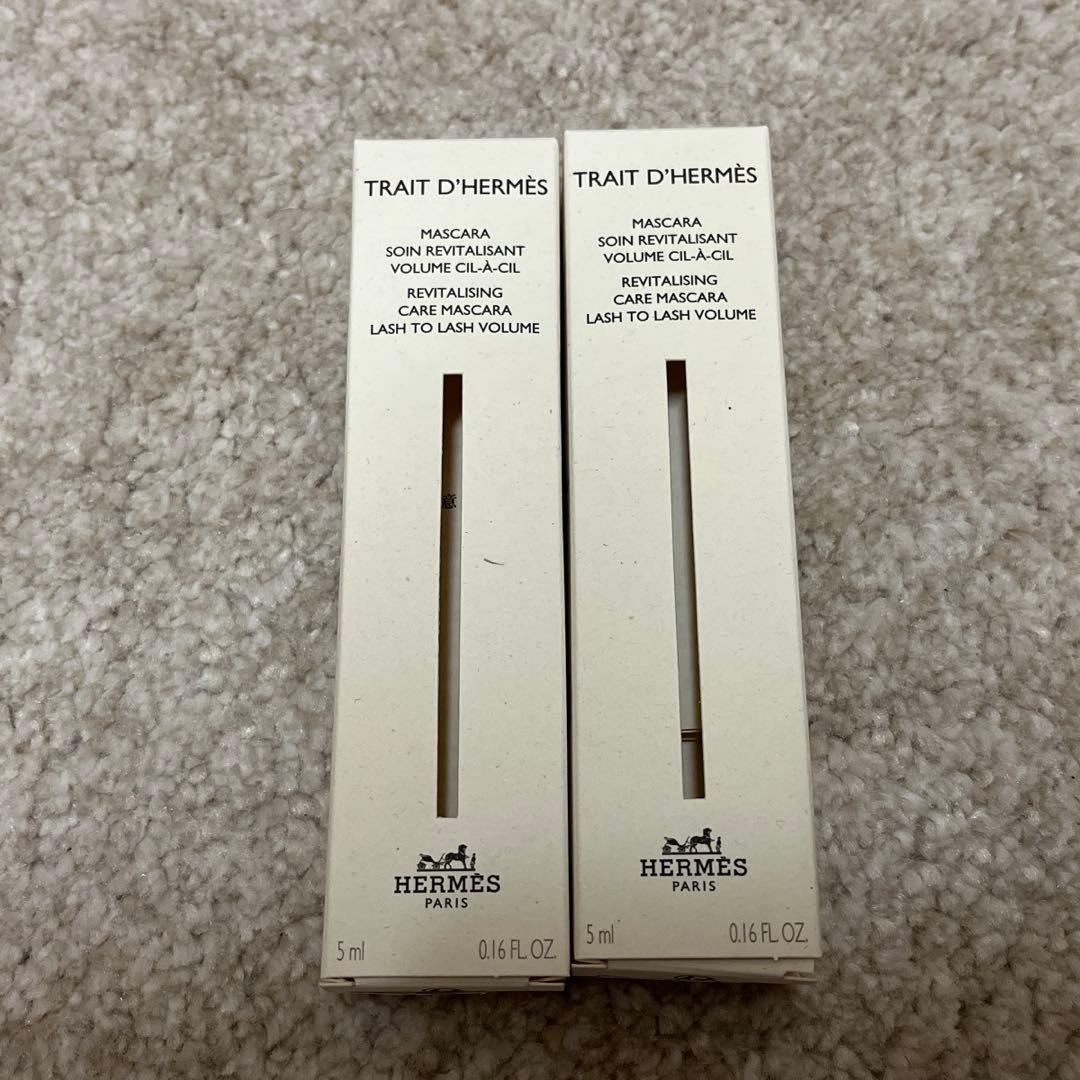 TRAIT D'HERMÈS
MASCARA
SOIN REVITALISANT
VOLUME CIL-À-CIL
REVITALISING
CARE MASCARA
LASH TO LASH VOLUME
意
HERMÈS
PARIS
5 ml
0.16 FL. OZ.
TRAIT D'HERMÈS
MASCARA
SOIN REVITALISANT
VOLUME CIL-À-CIL
REVITALISING
CARE MASCARA
LASH TO LASH VOLUME
HERMÈS
PARIS
5 ml
0.16 FL. OZ.